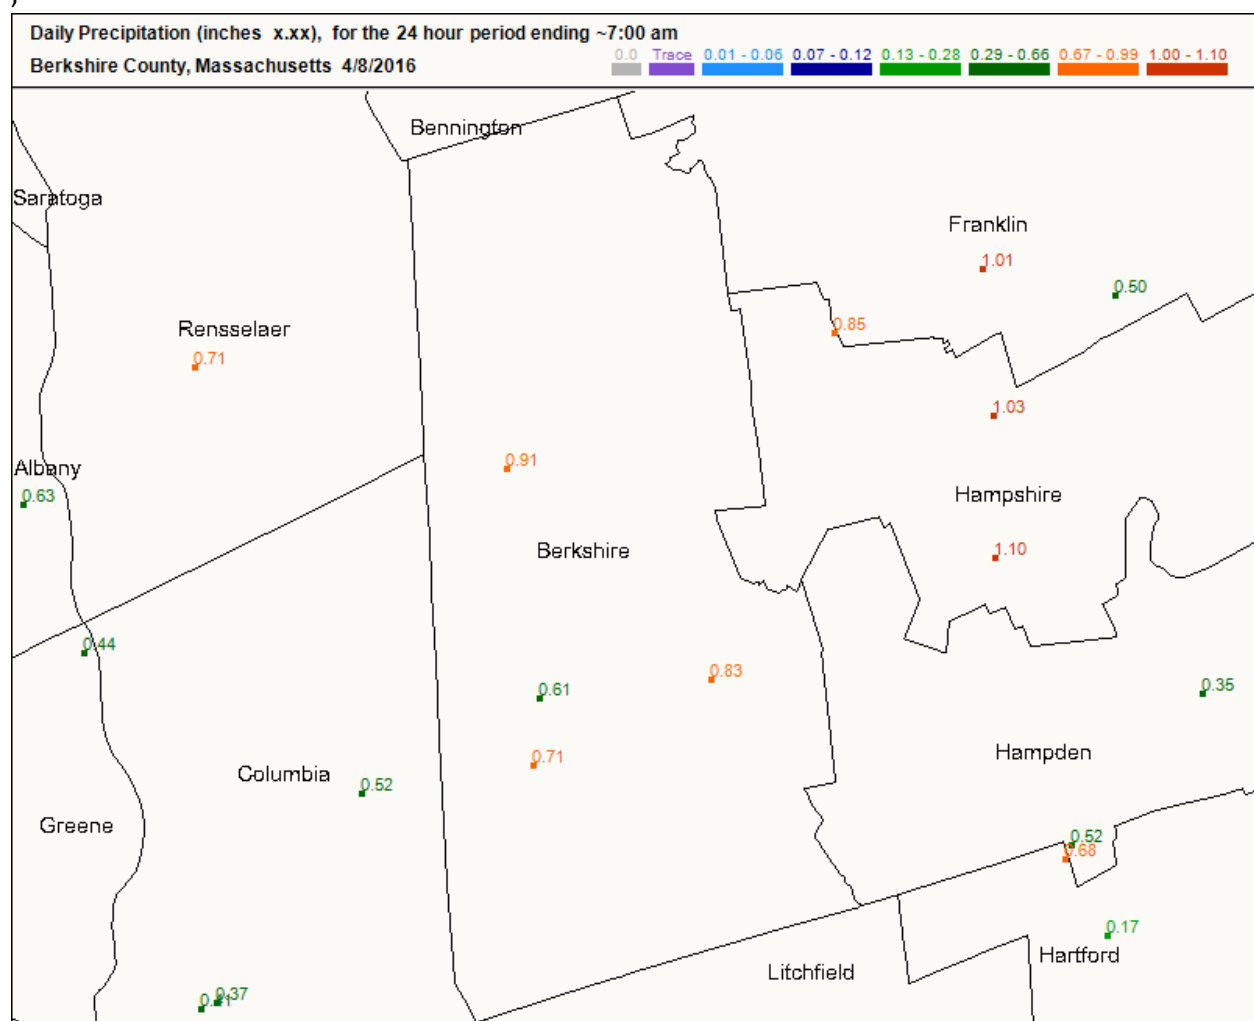 Daily Precipitation (inches  x.xx),  for the 24 hour period ending ~7:00 am
Berkshire County, Massachusetts  4/8/2016
0.0 Trace 0.01 - 0.06 0.07 - 0.12 0.13 - 0.28 0.29 - 0.66 0.67 - 0.99 1.00 - 1.10
Bennington
Saratoga
Franklin
1.01
0.50
0.85
Rensselaer
0.71
1.03
0.91
Albany
0.63
Hampshire
Berkshire
1.10
0.44
0.83
0.61
0.35
0.71
Hampden
Columbia
0.52
Greene
0.52
0.68
0.17
Hartford
Litchfield
0.37